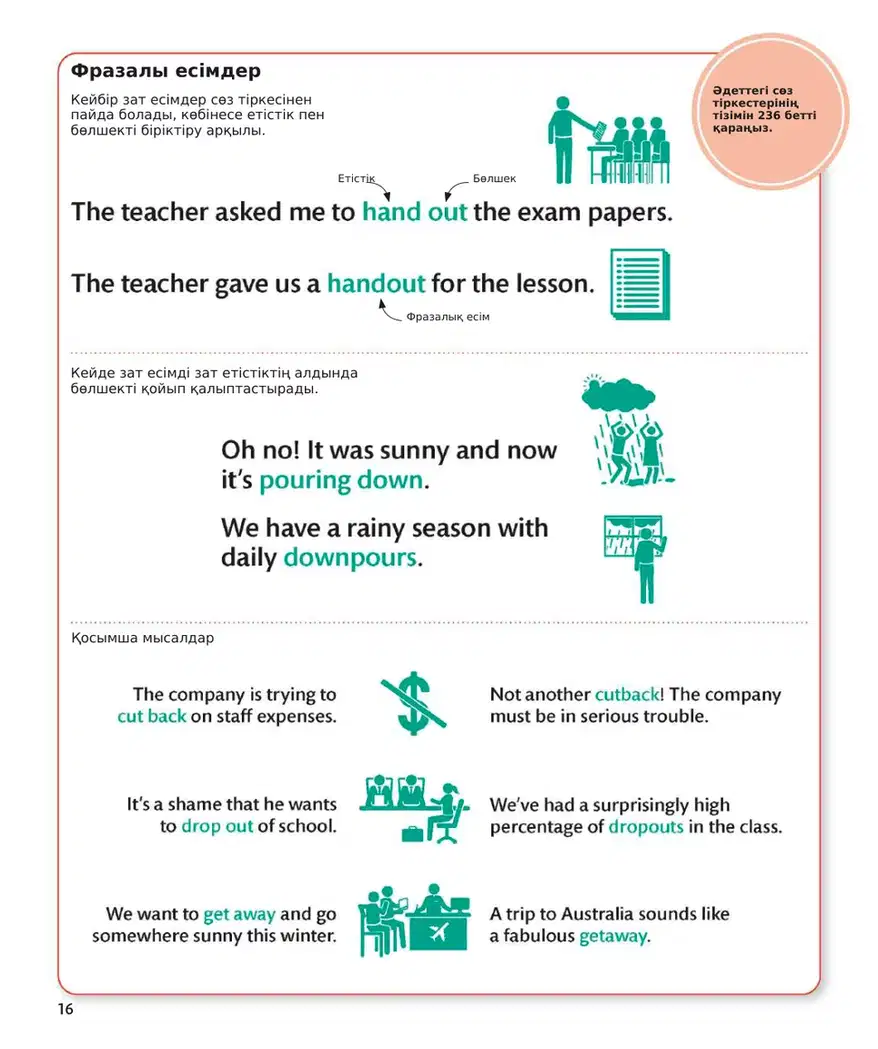 Фразалы есімдер
Кейбір зат есімдер сөз тіркесінен
пайда болады, көбінесе етістік пен
бөлшекті біріктіру арқылы.
Әдеттегі сөз
тіркестерінің
тізімін 236 бетті
қараңыз.
Етістік
Бөлшек
The teacher asked me to hand out the exam papers.
The teacher gave us a handout for the lesson.
Фразалық есім
Кейде зат есімді зат етістіктің алдында
бөлшекті қойып қалыптастырады.
Oh no! It was sunny and now
it's pouring down.
We have a rainy season with
daily downpours.
Қосымша мысалдар
The company is trying to
cut back on staff expenses.
Not another cutback! The company
must be in serious trouble.
It's a shame that he wants
to drop out of school.
We've had a surprisingly high
percentage of dropouts in the class.
We want to get away and go
somewhere sunny this winter.
A trip to Australia sounds like
a fabulous getaway.
16